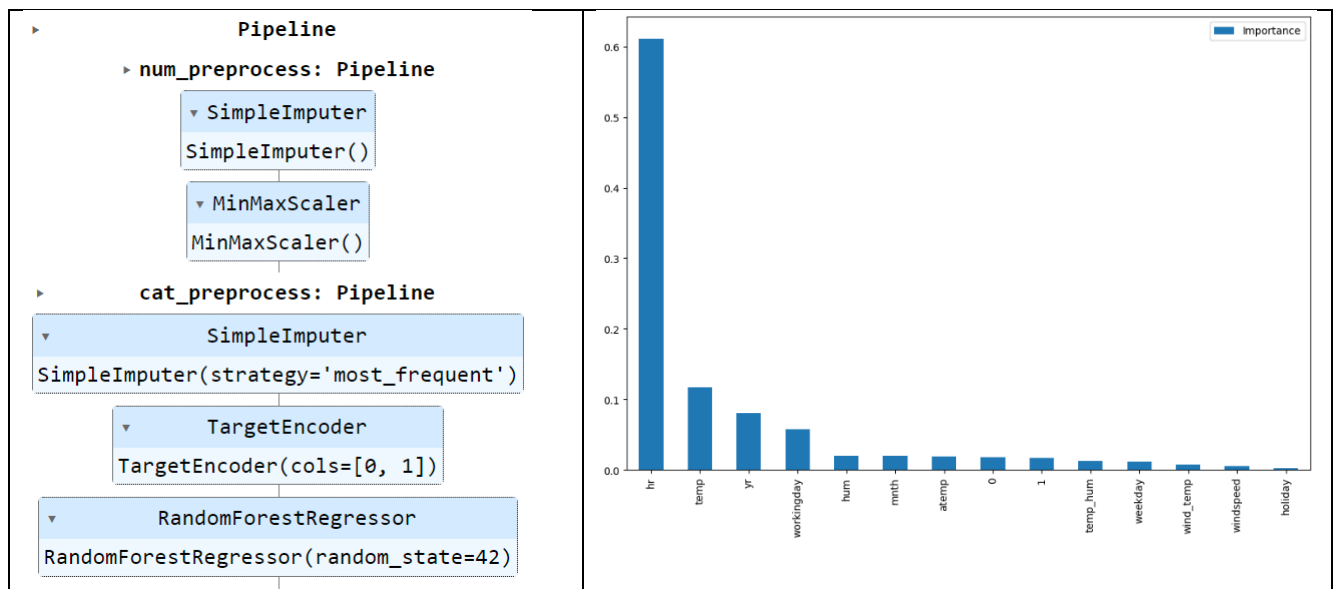 Pipeline
num_preprocess: Pipeline
SimpleImputer
SimpleImputer()
MinMaxScaler
MinMaxScaler()
cat_preprocess: Pipeline
SimpleImputer
SimpleImputer(strategy='most_frequent')
TargetEncoder
TargetEncoder(cols=[0, 1])
RandomForestRegressor
RandomForestRegressor(random_state=42)
Importance
0.6
0.5
0.4
0.3
0.2
0.1
0.0
hr
temp
yr
workingday
hum
mnth
atemp
0
1
temp_hum
weekday
wind_temp
windspeed
holiday